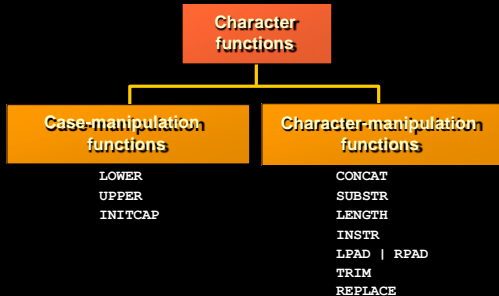 Character
functions
Case-manipulation
functions
Character-manipulation
functions
LOWER
UPPER
INITCAP
CONCAT
SUBSTR
LENGTH
INSTR
LPAD | RPAD
TRIM
REPLACE